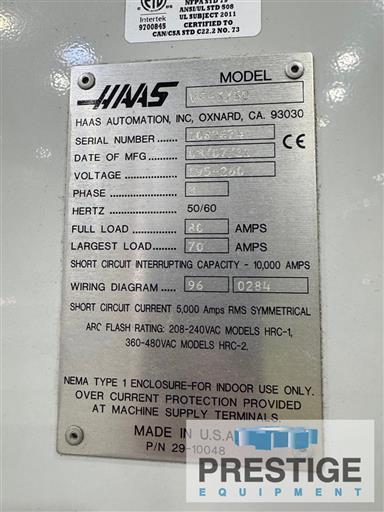 Intertek
9700845
NFPA STD 79
ANSI/UL STD 508
UL SUBJECT 2011
CERTIFIED TO
CAN/CSA STD C22.2 NO. 73
HAAS MODEL
HAAS AUTOMATION, INC, OXNARD, CA. 93030
SERIAL NUMBER
DATE OF MFG
CE
VOLTAGE 195-260
PHASE
HERTZ 50/60
FULL LOAD AMPS
LARGEST LOAD 70 AMPS
SHORT CIRCUIT INTERRUPTING CAPACITY - 10,000 AMPS
WIRING DIAGRAM 96 0284
SHORT CIRCUIT CURRENT 5,000 Amps RMS SYMMETRICAL
ARC FLASH RATING: 208-240VAC MODELS HRC-1,
360-480VAC MODELS HRC-2.
NEMA TYPE 1 ENCLOSURE-FOR INDOOR USE ONLY.
OVER CURRENT PROTECTION PROVIDED
AT MACHINE SUPPLY TERMINALS.
MADE IN U.S.A
P/N 29-10048
PRESTIGE
EQUIPMENT